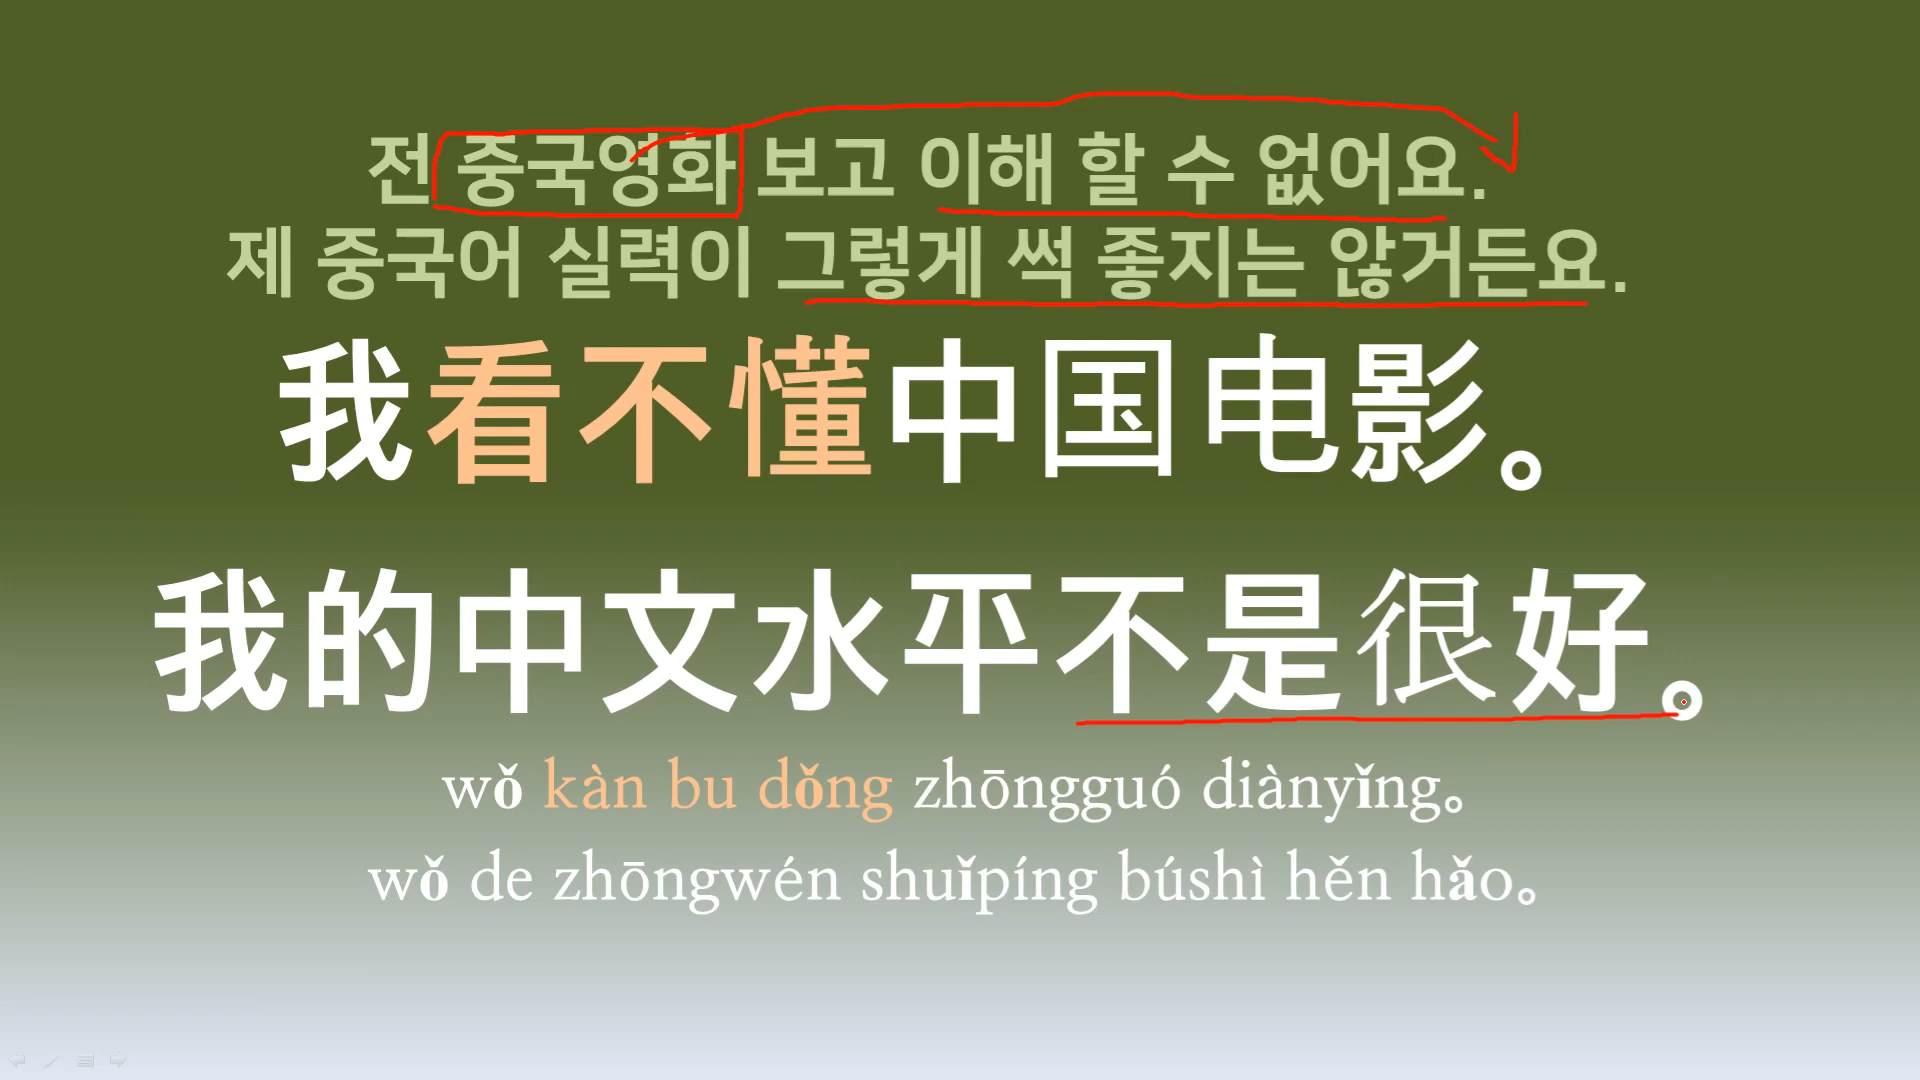 전 중국영화 보고 이해 할 수 없어요.
제 중국어 실력이 그렇게 썩 좋지는 않거든요.
我看不懂中国电影。
我的中文水平不是很好。
wǒ kàn bu dǒng zhōngguó diànyǐng。
wǒ de zhōngwén shuǐpíng búshì hěn hǎo。